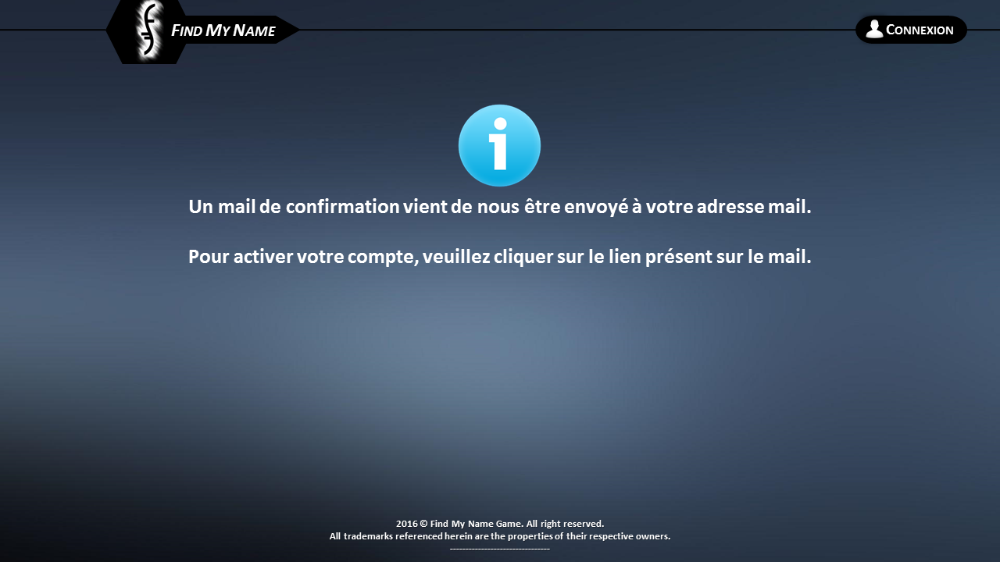 FIND MY NAME
CONNEXION
Un mail de confirmation vient de nous être envoyé à votre adresse mail.
Pour activer votre compte, veuillez cliquer sur le lien présent sur le mail.
2016 © Find My Name Game. All right reserved.
All trademarks referenced herein are the properties of their respective owners.
--------------------------------